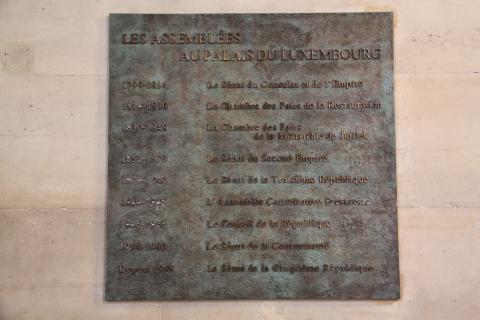 LES ASSEMBLÉES
AU PALAIS DU LUXEMBOURG
1799-1814 Le Sénat du Consulat et de l'Empire
1814-1830 La Chambre des Pairs de la Restauration
1830-1848 La Chambre des Pairs
de la Monarchie de Juillet
1852-1870 Le Sénat du Second Empire
1879-1940 Le Sénat de la Troisième République
L'Assemblée Consultative Provisoire
1946-1958 Le Conseil de la République
1958-1960 Le Sénat de la Communauté
Depuis 1958 Le Sénat de la Cinquième République